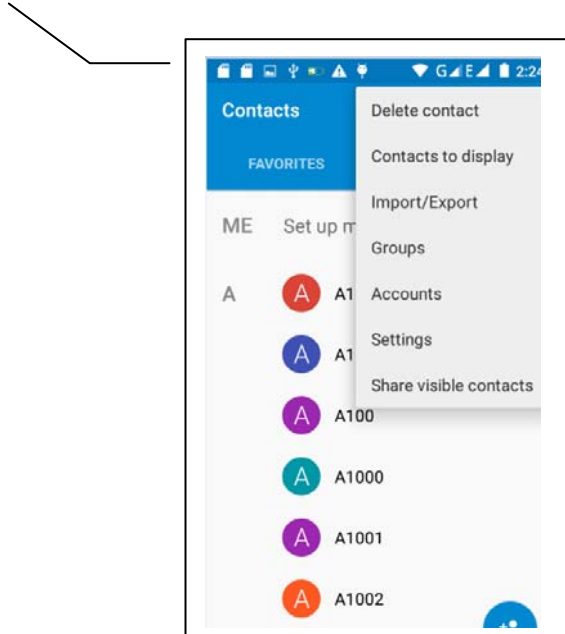 G E 2:24
Contacts
Delete contact
FAVORITES
Contacts to display
Import/Export
ME Set up m
Groups
A
A A1
Accounts
A A1
Settings
Share visible contacts
A A100
A A1000
A A1001
A A1002